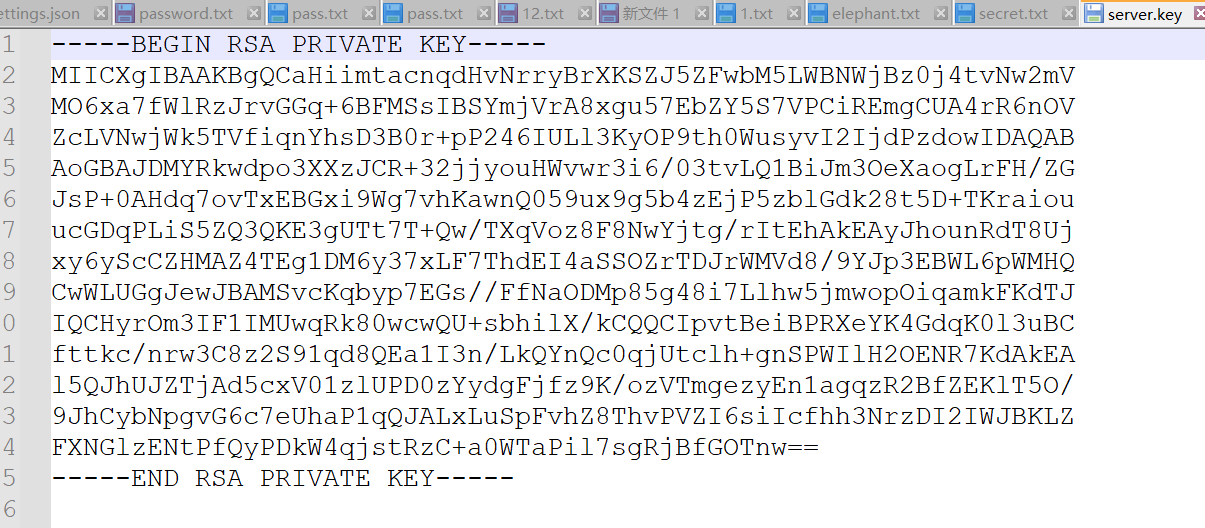 ettings.json password.txt pass.txt pass.txt 12.txt 新文件 1 1.txt elephant.txt secret.txt server.key
1 -----BEGIN RSA PRIVATE KEY-----
2 MIICXgIBAAKBgQCaHiimtacnqdHvNrryBrXKSZJ5ZFwbM5LWBNWjBz0j4tvNw2mV
3 MO6xa7fWlRzJrvGGq+6BFMSsIBSYmjVrA8xgu57EbZY5S7VPCiREmgCUA4rR6nOV
4 ZcLVNwjWk5TVfiqnYhsD3B0r+pP246IULl3KyOP9th0WusyvI2IjdPzdowIDAQAB
5 AoGBAJDMYRkwdpo3XXzJCR+32jjyouHWvwr3i6/03tvLQ1BiJm3OeXaogLrFH/ZG
6 JsP+0AHdq7ovTxEBGxi9Wg7vhKawnQ059ux9g5b4zEjP5zblGdk28t5D+TKraiou
7 ucGDqPLiS5ZQ3QKE3gUTt7T+Qw/TXqVoz8F8NwYjtg/rItEhAkEAyJhounRdT8Uj
8 xy6yScCZHMAZ4TEg1DM6y37xLF7ThdEI4aSSOZrTDJrWMVd8/9YJp3EBWL6pWMHQ
9 CwWLUGgJewJBAMSvcKqbyp7EGs//FfNaODMp85g48i7Llhw5jmwopOiqamkFKdTJ
0 IQCHyrOm3IF1IMUwqRk80wcwQU+sbhilX/kCQQCIpvtBeiBPRXeYK4GdqK0l3uBC
1 fttkc/nrw3C8z2S91qd8QEa1I3n/LkQYnQc0qjUtclh+gnSPWIlH2OENR7KdAkEA
2 l5QJhUJZTjAd5cxV01zlUPD0zYydgFjfz9K/ozVTmgezyEn1agqzR2BfZEKlT5O/
3 9JhCybNpgvG6c7eUhaP1qQJALxLuSpFvhZ8ThvPVZI6siIcfhh3NrzDI2IWJBKLZ
4 FXNGlzENtPfQyPDkW4qjstRzC+a0WTaPil7sgRjBfGOTnw==
5 -----END RSA PRIVATE KEY-----
6